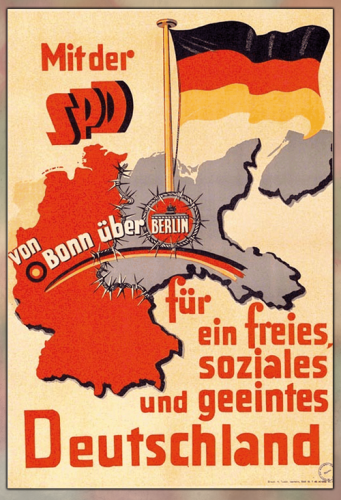 Mit der
SPD
von Bonn über BERLIN
für
ein freies,
soziales
und geeintes
Deutschland